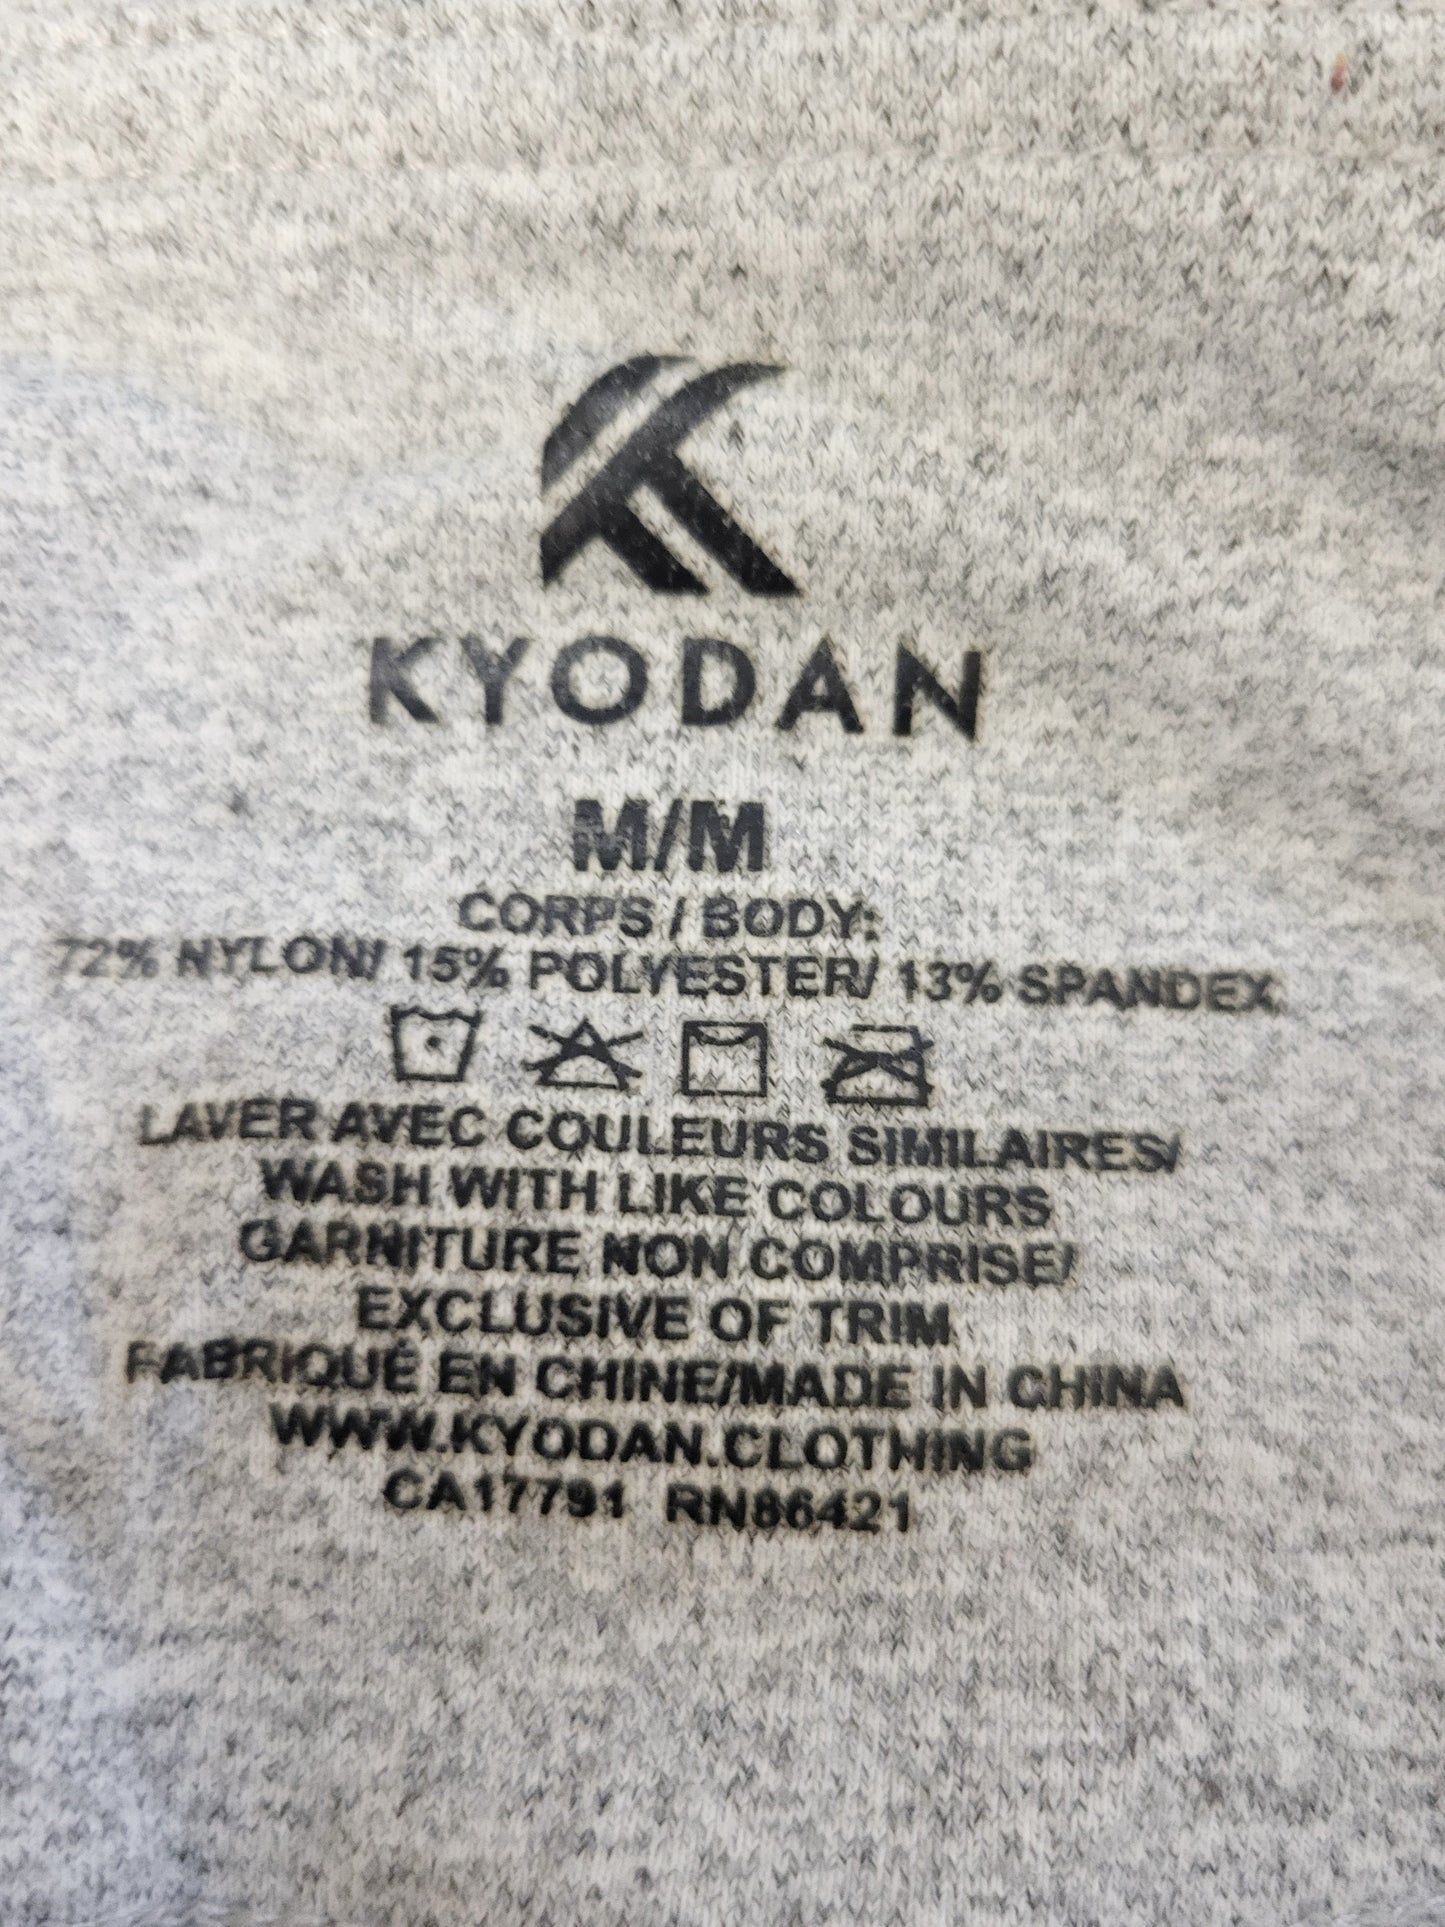 KYODAN
M/M
CORPS / BODY:
72% NYLON/ 15% POLYESTER/ 13% SPANDEX
LAVER AVEC COULEURS SIMILAIRES/
WASH WITH LIKE COLOURS
GARNITURE NON COMPRISE/
EXCLUSIVE OF TRIM
FABRIQUÉ EN CHINE/MADE IN CHINA
WWW.KYODAN.CLOTHING
CA17791 RN86421